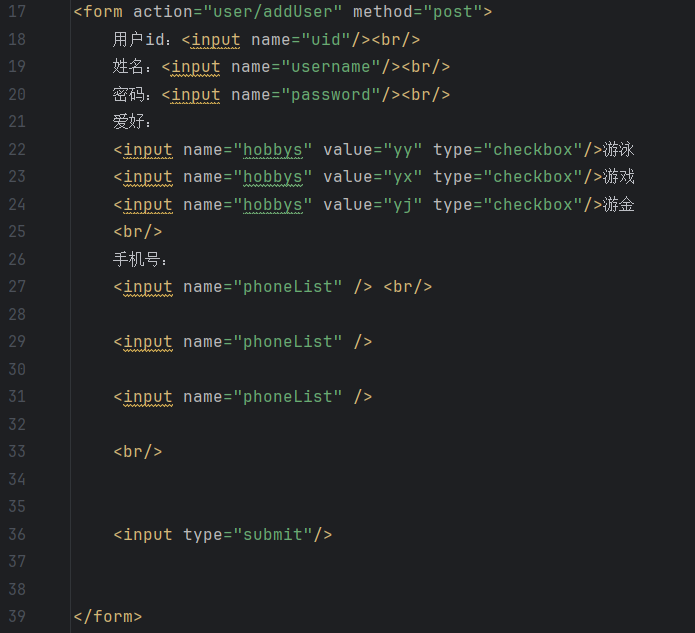 17 <form action="user/addUser" method="post">
18 用户id：<input name="uid"/><br/>
19 姓名：<input name="username"/><br/>
20 密码：<input name="password"/><br/>
21 爱好：
22 <input name="hobbys" value="yy" type="checkbox"/>游泳
23 <input name="hobbys" value="yx" type="checkbox"/>游戏
24 <input name="hobbys" value="yj" type="checkbox"/>游金
25 <br/>
26 手机号：
27 <input name="phoneList" /> <br/>
28
29 <input name="phoneList" />
30
31 <input name="phoneList" />
32
33 <br/>
34
35
36 <input type="submit"/>
37
38
39 </form>